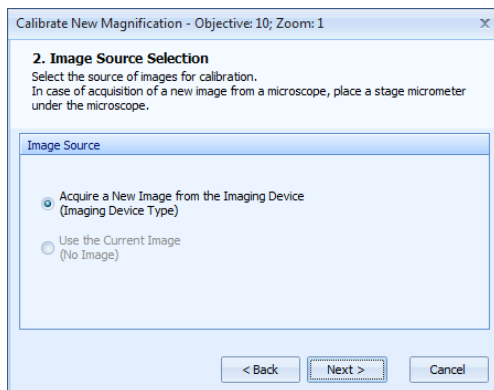 Calibrate New Magnification - Objective: 10; Zoom: 1
x
2. Image Source Selection
Select the source of images for calibration.
In case of acquisition of a new image from a microscope, place a stage micrometer
under the microscope.
Image Source
Acquire a New Image from the Imaging Device
(Imaging Device Type)
Use the Current Image
(No Image)
< Back Next > Cancel